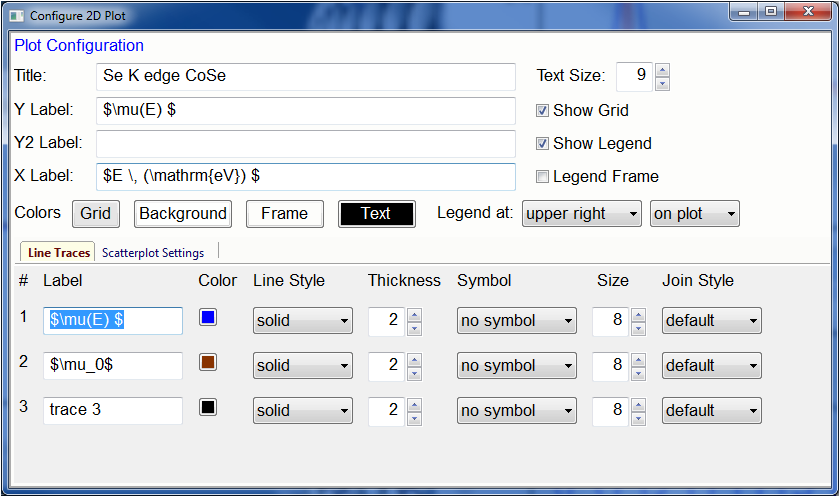 Configure 2D Plot
Plot Configuration
Title: Se K edge CoSe Text Size: 9
Y Label: $\mu(E) $ Show Grid
Y2 Label: Show Legend
X Label: $E \, (\mathrm{eV}) $ Legend Frame
Colors Grid Background Frame Text Legend at: upper right on plot
Line Traces Scatterplot Settings
# Label Color Line Style Thickness Symbol Size Join Style
1 $\mu(E) $ solid 2 no symbol 8 default
2 $\mu_0$ solid 2 no symbol 8 default
3 trace 3 solid 2 no symbol 8 default